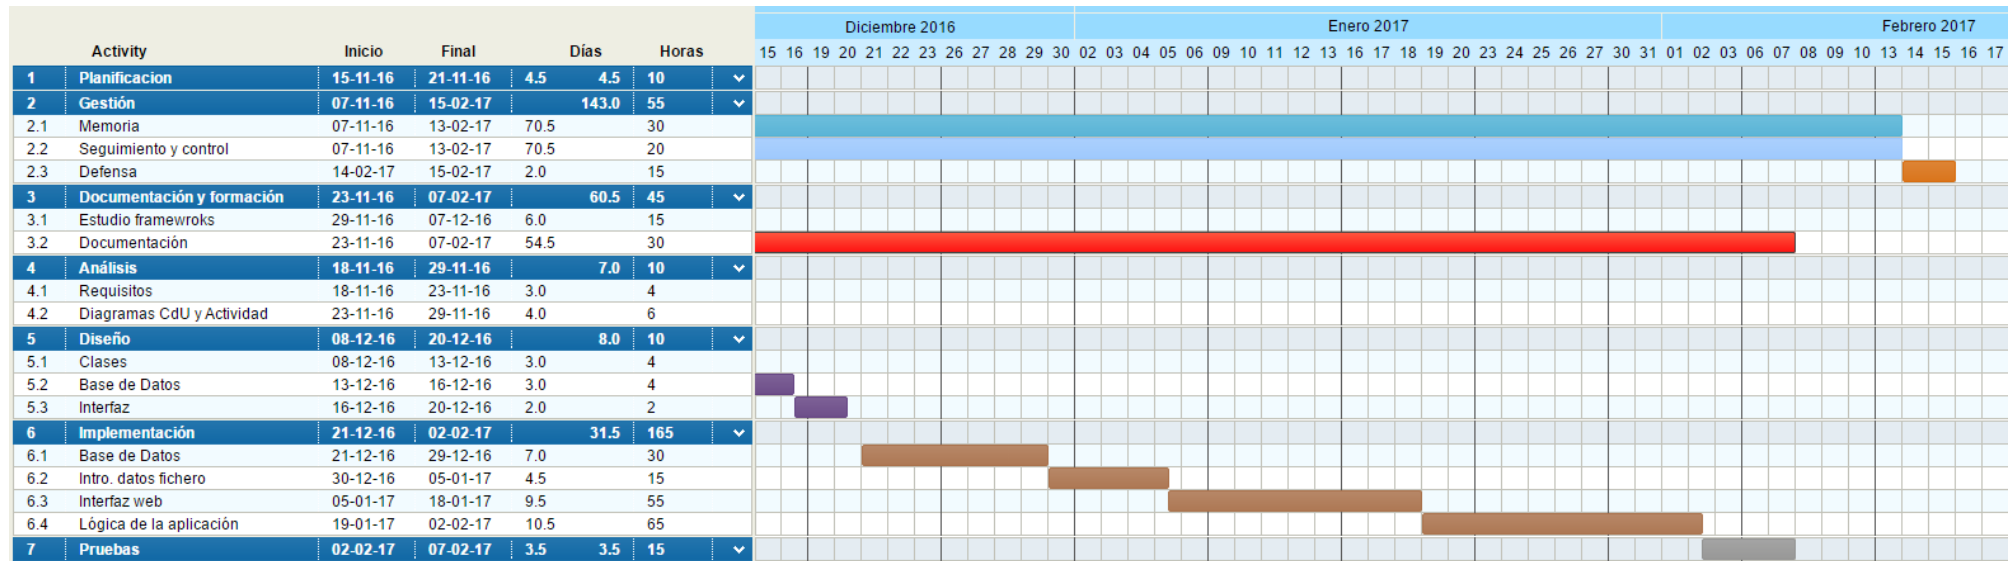 Diciembre 2016 Enero 2017 Febrero 2017
Activity Inicio Final Días Horas 15 16 19 20 21 22 23 26 27 28 29 30 02 03 04 05 06 09 10 11 12 13 16 17 18 19 20 23 24 25 26 27 30 31 01 02 03 06 07 08 09 10 13 14 15 16 17
1 Planificacion 15-11-16 21-11-16 4.5 4.5 10
2 Gestión 07-11-16 15-02-17 143.0 55
2.1 Memoria 07-11-16 13-02-17 70.5 30
2.2 Seguimiento y control 07-11-16 13-02-17 70.5 20
2.3 Defensa 14-02-17 15-02-17 2.0 15
3 Documentación y formación 23-11-16 07-02-17 60.5 45
3.1 Estudio framewroks 29-11-16 07-12-16 6.0 15
3.2 Documentación 23-11-16 07-02-17 54.5 30
4 Análisis 18-11-16 29-11-16 7.0 10
4.1 Requisitos 18-11-16 23-11-16 3.0 4
4.2 Diagramas CdU y Actividad 23-11-16 29-11-16 4.0 6
5 Diseño 08-12-16 20-12-16 8.0 10
5.1 Clases 08-12-16 13-12-16 3.0 4
5.2 Base de Datos 13-12-16 16-12-16 3.0 4
5.3 Interfaz 16-12-16 20-12-16 2.0 2
6 Implementación 21-12-16 02-02-17 31.5 165
6.1 Base de Datos 21-12-16 29-12-16 7.0 30
6.2 Intro. datos fichero 30-12-16 05-01-17 4.5 15
6.3 Interfaz web 05-01-17 18-01-17 9.5 55
6.4 Lógica de la aplicación 19-01-17 02-02-17 10.5 65
7 Pruebas 02-02-17 07-02-17 3.5 3.5 15